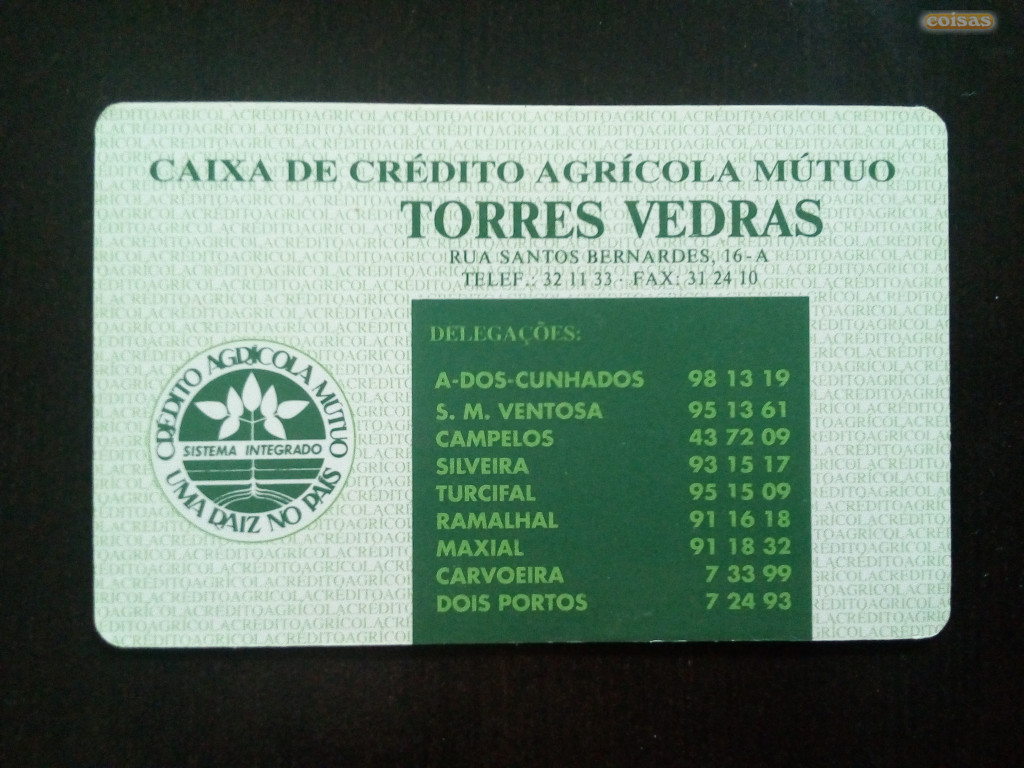 coisas
CAIXA DE CRÉDITO AGRÍCOLA MÚTUO
TORRES VEDRAS
RUA SANTOS BERNARDES, 16-A
TELEF.: 32 11 33 · FAX: 31 24 10
DELEGAÇÕES:
A-DOS-CUNHADOS 98 13 19
S. M. VENTOSA 95 13 61
CAMPELOS 43 72 09
SILVEIRA 93 15 17
TURCIFAL 95 15 09
RAMALHAL 91 16 18
MAXIAL 91 18 32
CARVOEIRA 7 33 99
DOIS PORTOS 7 24 93
CRÉDITO AGRÍCOLA MÚTUO
SISTEMA INTEGRADO
UMA RAIZ NO PAÍS